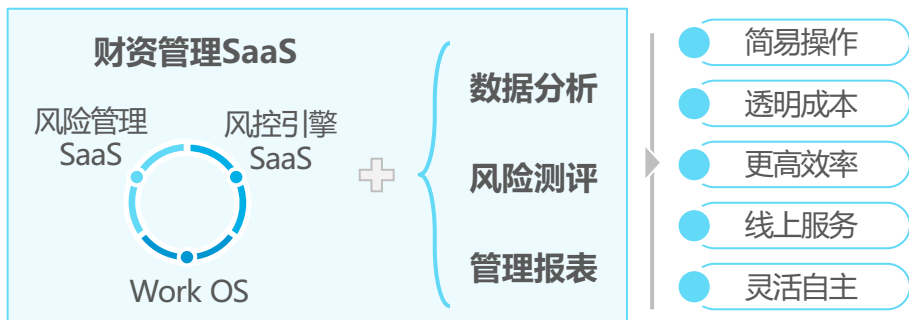 财资管理SaaS
风险管理
SaaS
风控引擎
SaaS
Work OS
数据分析
风险测评
管理报表
简易操作
透明成本
更高效率
线上服务
灵活自主